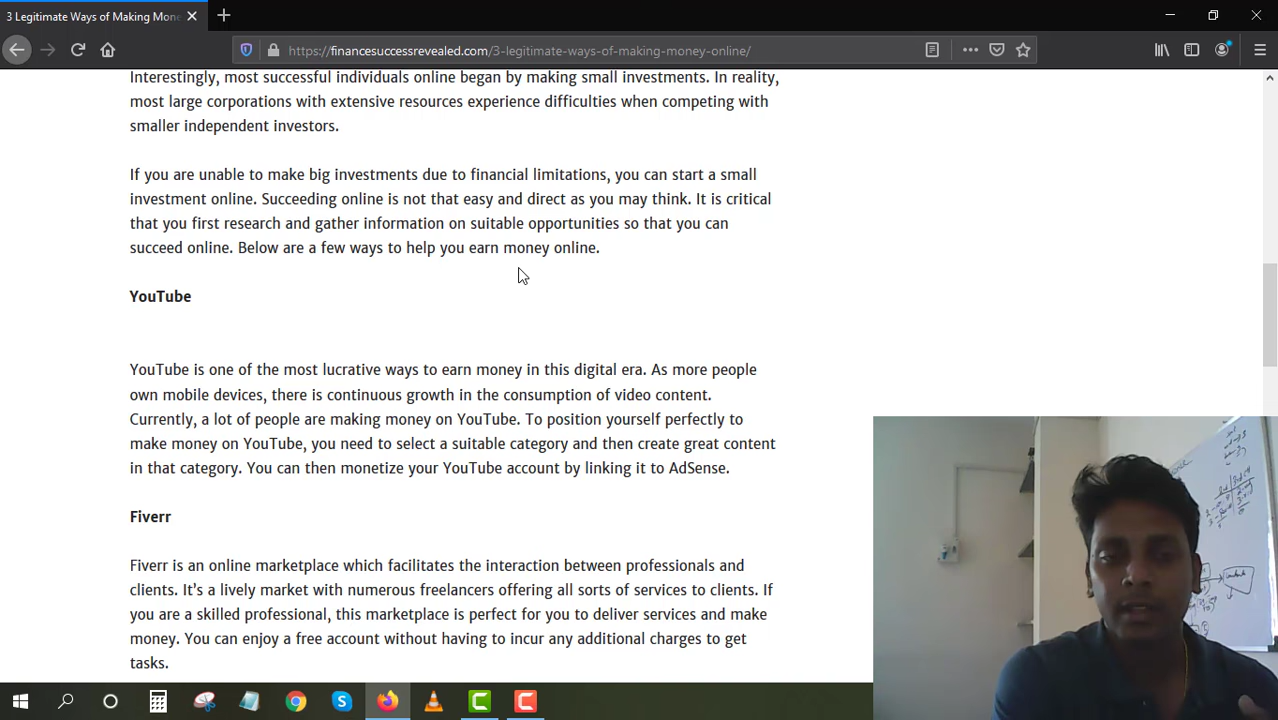 3 Legitimate Ways of Making Mone
https://financesuccessrevealed.com/3-legitimate-ways-of-making-money-online/
Interestingly, most successful individuals online began by making small investments. In reality,
most large corporations with extensive resources experience difficulties when competing with
smaller independent investors.
If you are unable to make big investments due to financial limitations, you can start a small
investment online. Succeeding online is not that easy and direct as you may think. It is critical
that you first research and gather information on suitable opportunities so that you can
succeed online. Below are a few ways to help you earn money online.
YouTube
YouTube is one of the most lucrative ways to earn money in this digital era. As more people
own mobile devices, there is continuous growth in the consumption of video content.
Currently, a lot of people are making money on YouTube. To position yourself perfectly to
make money on YouTube, you need to select a suitable category and then create great content
in that category. You can then monetize your YouTube account by linking it to AdSense.
Fiverr
Fiverr is an online marketplace which facilitates the interaction between professionals and
clients. It's a lively market with numerous freelancers offering all sorts of services to clients. If
you are a skilled professional, this marketplace is perfect for you to deliver services and make
money. You can enjoy a free account without having to incur any additional charges to get
tasks.